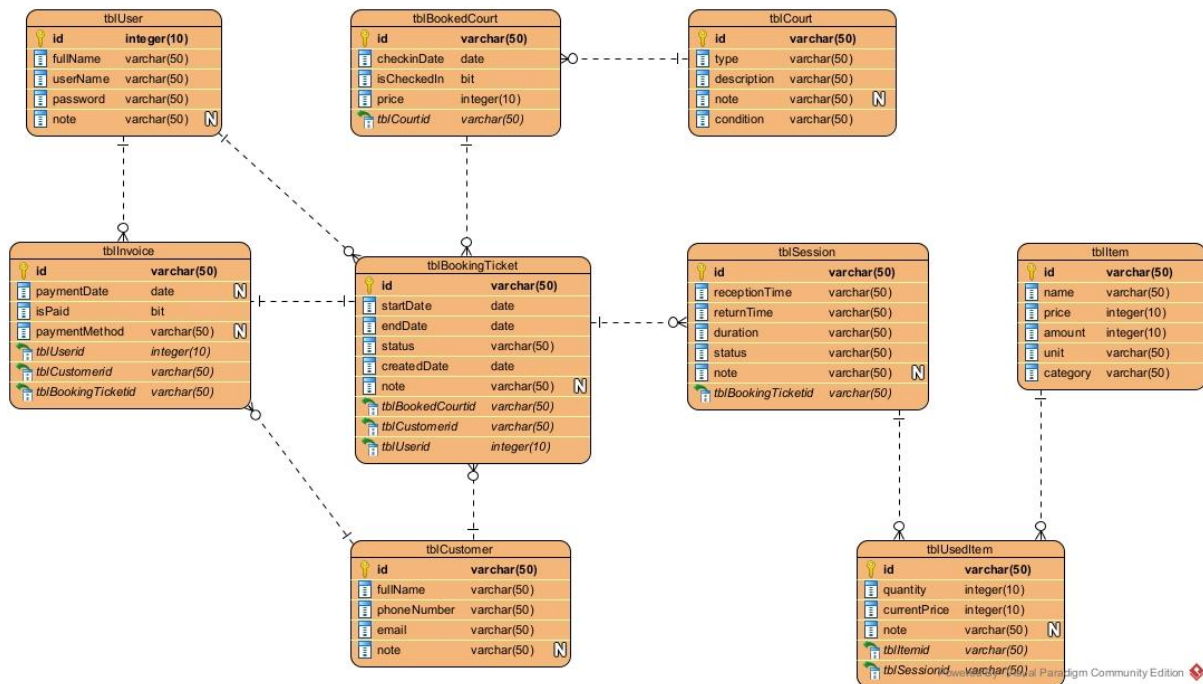 tblUser
id integer(10)
fullName varchar(50)
userName varchar(50)
password varchar(50)
note varchar(50) N
tblBookedCourt
id varchar(50)
checkinDate date
isCheckedIn bit
price integer(10)
tblCourtid varchar(50)
tblCourt
id varchar(50)
type varchar(50)
description varchar(50)
note varchar(50) N
condition varchar(50)
tblInvoice
id varchar(50)
paymentDate date N
isPaid bit
paymentMethod varchar(50) N
tblUserid integer(10)
tblCustomerid varchar(50)
tblBookingTicketid varchar(50)
tblBookingTicket
id varchar(50)
startDate date
endDate date
status varchar(50)
createdDate date
note varchar(50) N
tblBookedCourtid varchar(50)
tblCustomerid varchar(50)
tblUserid integer(10)
tblSession
id varchar(50)
receptionTime varchar(50)
returnTime varchar(50)
duration varchar(50)
status varchar(50)
note varchar(50) N
tblBookingTicketid varchar(50)
tblItem
id varchar(50)
name varchar(50)
price integer(10)
amount integer(10)
unit varchar(50)
category varchar(50)
tblCustomer
id varchar(50)
fullName varchar(50)
phoneNumber varchar(50)
email varchar(50)
note varchar(50) N
tblUsedItem
id varchar(50)
quantity integer(10)
currentPrice integer(10)
note varchar(50) N
tblItemid varchar(50)
tblSessionid varchar(50)
Powered by Visual Paradigm Community Edition